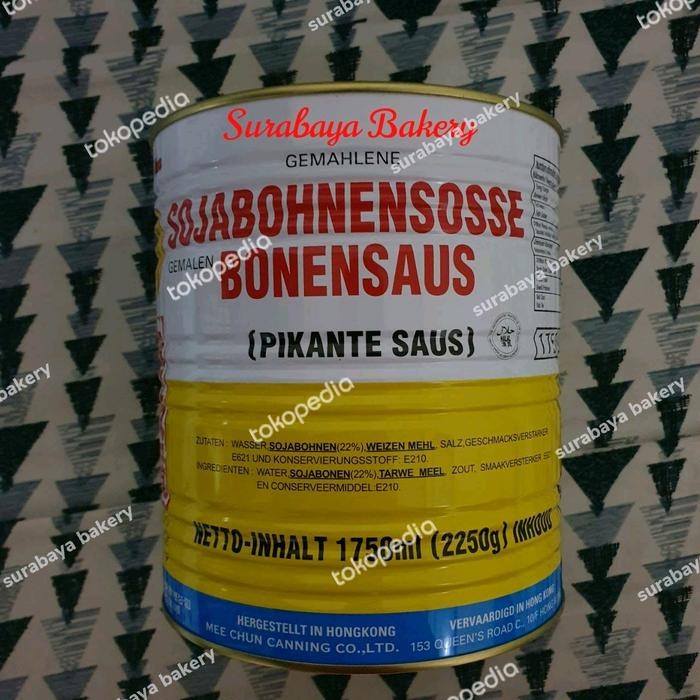 Surabaya Bakery
GEMAHLENE
SOJABOHNENSOSSE
GEMALEN BONENSAUS
(PIKANTE SAUS)
ZUTATEN : WASSER, SOJABOHNEN(22%), WEIZEN MEHL, SALZ, GESCHMACKSVERSTARKER
E621 UND KONSERVIERUNGSSTOFF: E210.
INGREDIENTEN : WATER, SOJABONEN(22%), TARWE MEEL, ZOUT, SMAAKVERSTERKER
EN CONSERVEERMIDDEL:E210.
NETTO-INHALT 1750ml (2250g) INHOUD
HERGESTELLT IN HONGKONG
MEE CHUN CANNING CO.,LTD.
VERVAARDIGD IN HONG KONG
153 QUEEN'S ROAD C.,
tokopedia
surabaya bakery